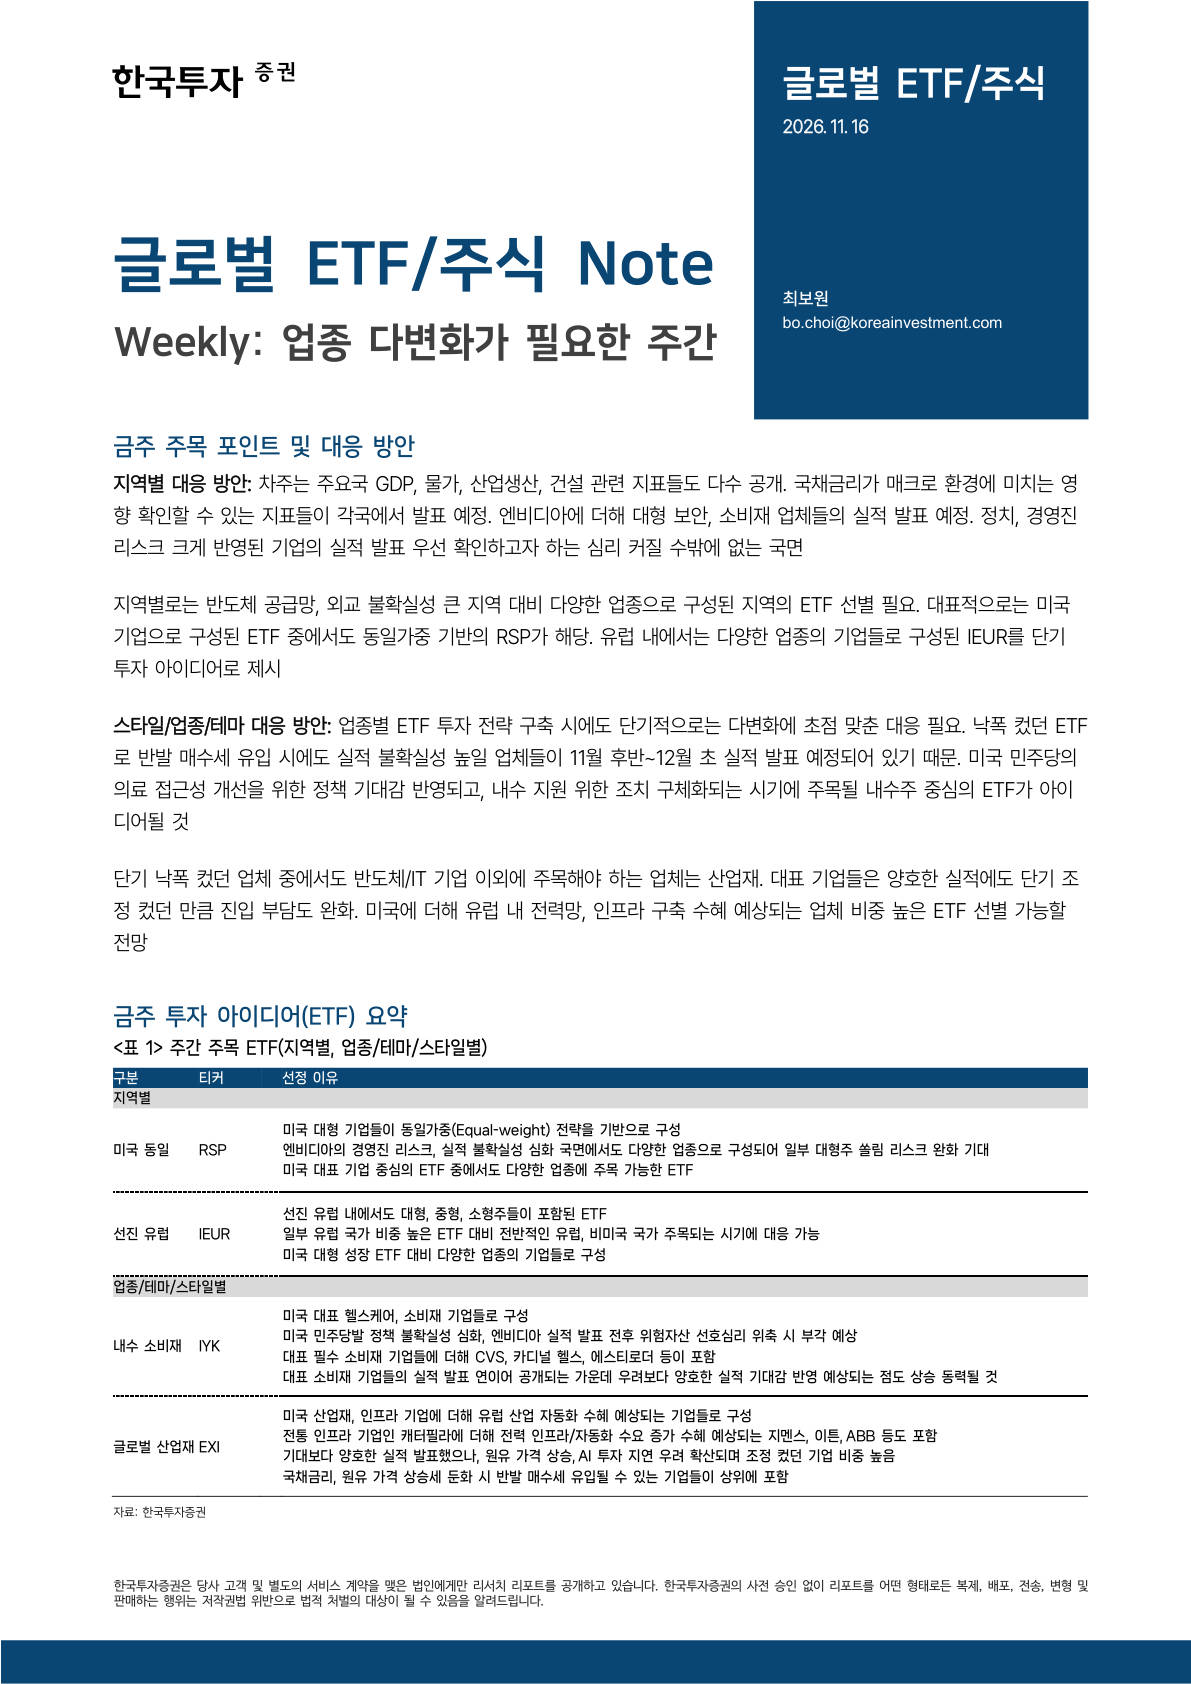 한국투자 증권
글로벌 ETF/주식
2026. 11. 16
최보원
bo.choi@koreainvestment.com
글로벌 ETF/주식 Note
Weekly: 업종 다변화가 필요한 주간
금주 주목 포인트 및 대응 방안
지역별 대응 방안: 차주는 주요국 GDP, 물가, 산업생산, 건설 관련 지표들도 다수 공개. 국채금리가 매크로 환경에 미치는 영
향 확인할 수 있는 지표들이 각국에서 발표 예정. 엔비디아에 더해 대형 보안, 소비재 업체들의 실적 발표 예정. 정치, 경영진
리스크 크게 반영된 기업의 실적 발표 우선 확인하고자 하는 심리 커질 수밖에 없는 국면
지역별로는 반도체 공급망, 외교 불확실성 큰 지역 대비 다양한 업종으로 구성된 지역의 ETF 선별 필요. 대표적으로는 미국
기업으로 구성된 ETF 중에서도 동일가중 기반의 RSP가 해당. 유럽 내에서는 다양한 업종의 기업들로 구성된 IEUR를 단기
투자 아이디어로 제시
스타일/업종/테마 대응 방안: 업종별 ETF 투자 전략 구축 시에도 단기적으로는 다변화에 초점 맞춘 대응 필요. 낙폭 컸던 ETF
로 반발 매수세 유입 시에도 실적 불확실성 높일 업체들이 11월 후반~12월 초 실적 발표 예정되어 있기 때문. 미국 민주당의
의료 접근성 개선을 위한 정책 기대감 반영되고, 내수 지원 위한 조치 구체화되는 시기에 주목될 내수주 중심의 ETF가 아이
디어될 것
단기 낙폭 컸던 업체 중에서도 반도체/IT 기업 이외에 주목해야 하는 업체는 산업재. 대표 기업들은 양호한 실적에도 단기 조
정 컸던 만큼 진입 부담도 완화. 미국에 더해 유럽 내 전력망, 인프라 구축 수혜 예상되는 업체 비중 높은 ETF 선별 가능할
전망
금주 투자 아이디어(ETF) 요약
<표 1> 주간 주목 ETF(지역별, 업종/테마/스타일별)
구분 티커 선정 이유
지역별
미국 대형 기업들이 동일가중(Equal-weight) 전략을 기반으로 구성
미국 동일 RSP 엔비디아의 경영진 리스크, 실적 불확실성 심화 국면에서도 다양한 업종으로 구성되어 일부 대형주 쏠림 리스크 완화 기대
미국 대표 기업 중심의 ETF 중에서도 다양한 업종에 주목 가능한 ETF
선진 유럽 내에서도 대형, 중형, 소형주들이 포함된 ETF
선진 유럽 IEUR 일부 유럽 국가 비중 높은 ETF 대비 전반적인 유럽, 비미국 국가 주목되는 시기에 대응 가능
미국 대형 성장 ETF 대비 다양한 업종의 기업들로 구성
업종/테마/스타일별
미국 대표 헬스케어, 소비재 기업들로 구성
미국 민주당발 정책 불확실성 심화, 엔비디아 실적 발표 전후 위험자산 선호심리 위축 시 부각 예상
내수 소비재 IYK
대표 필수 소비재 기업들에 더해 CVS, 카디널 헬스, 에스티로더 등이 포함
대표 소비재 기업들의 실적 발표 연이어 공개되는 가운데 우려보다 양호한 실적 기대감 반영 예상되는 점도 상승 동력될 것
미국 산업재, 인프라 기업에 더해 유럽 산업 자동화 수혜 예상되는 기업들로 구성
전통 인프라 기업인 캐터필라에 더해 전력 인프라/자동화 수요 증가 수혜 예상되는 지멘스, 이튼, ABB 등도 포함
글로벌 산업재 EXI
기대보다 양호한 실적 발표했으나, 원유 가격 상승, AI 투자 지연 우려 확산되며 조정 컸던 기업 비중 높음
국채금리, 원유 가격 상승세 둔화 시 반발 매수세 유입될 수 있는 기업들이 상위에 포함
자료: 한국투자증권
한국투자증권은 당사 고객 및 별도의 서비스 계약을 맺은 법인에게만 리서치 리포트를 공개하고 있습니다. 한국투자증권의 사전 승인 없이 리포트를 어떤 형태로든 복제, 배포, 전송, 변형 및
판매하는 행위는 저작권법 위반으로 법적 처벌의 대상이 될 수 있음을 알려드립니다.